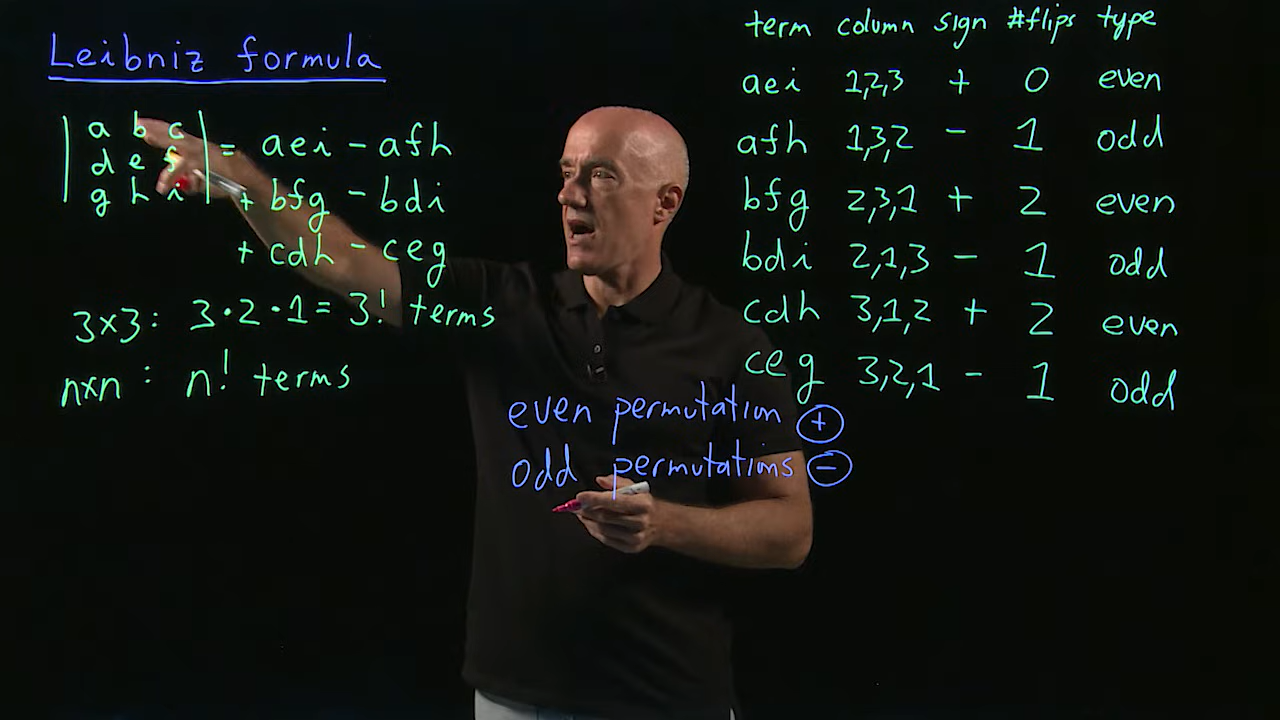 Leibniz formula
| a b c | = aei - afh
| d e f | + bfg - bdi
| g h i | + cdh - ceg
3x3: 3·2·1 = 3! terms
nxn: n! terms
term column sign #flips type
aei 1,2,3 + 0 even
afh 1,3,2 - 1 odd
bfg 2,3,1 + 2 even
bdi 2,1,3 - 1 odd
cdh 3,1,2 + 2 even
ceg 3,2,1 - 1 odd
even permutation +
odd permutations -